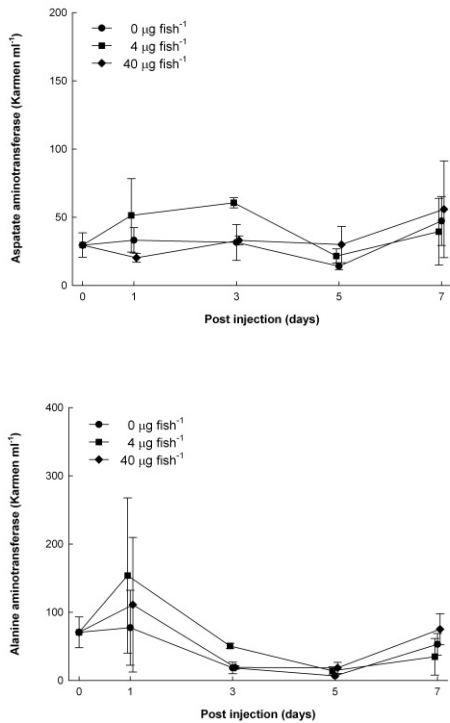 200
150
100
50
0
Aspatate aminotransferase (Karmen ml⁻¹)
0 μg fish⁻¹
4 μg fish⁻¹
40 μg fish⁻¹
0 1 3 5 7
Post injection (days)
400
300
200
100
0
Alanine aminotransferase (Karmen ml⁻¹)
0 μg fish⁻¹
4 μg fish⁻¹
40 μg fish⁻¹
0 1 3 5 7
Post injection (days)